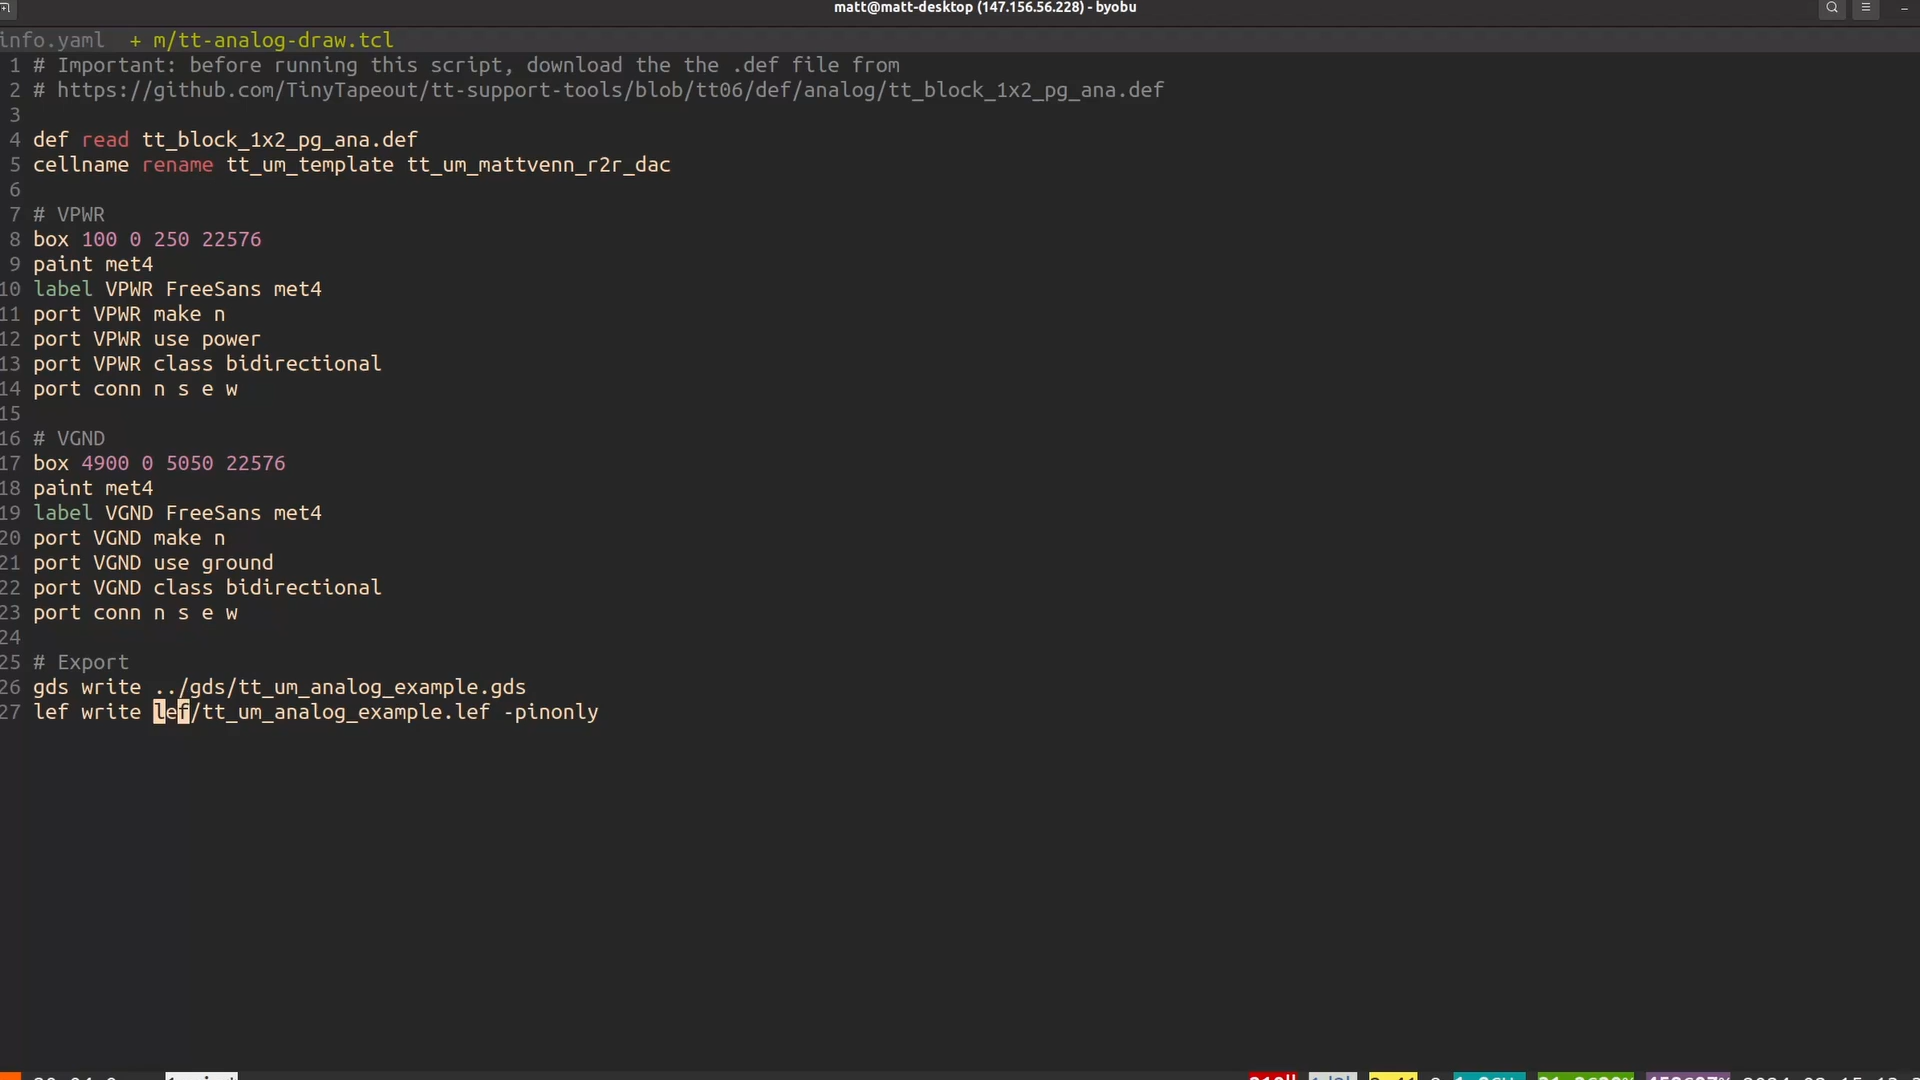 matt@matt-desktop (147.156.56.228) - byobu
info.yaml + m/tt-analog-draw.tcl
1 # Important: before running this script, download the the .def file from
2 # https://github.com/TinyTapeout/tt-support-tools/blob/tt06/def/analog/tt_block_1x2_pg_ana.def
3
4 def read tt_block_1x2_pg_ana.def
5 cellname rename tt_um_template tt_um_mattvenn_r2r_dac
6
7 # VPWR
8 box 100 0 250 22576
9 paint met4
10 label VPWR FreeSans met4
11 port VPWR make n
12 port VPWR use power
13 port VPWR class bidirectional
14 port conn n s e w
15
16 # VGND
17 box 4900 0 5050 22576
18 paint met4
19 label VGND FreeSans met4
20 port VGND make n
21 port VGND use ground
22 port VGND class bidirectional
23 port conn n s e w
24
25 # Export
26 gds write ../gds/tt_um_analog_example.gds
27 lef write lef/tt_um_analog_example.lef -pinonly